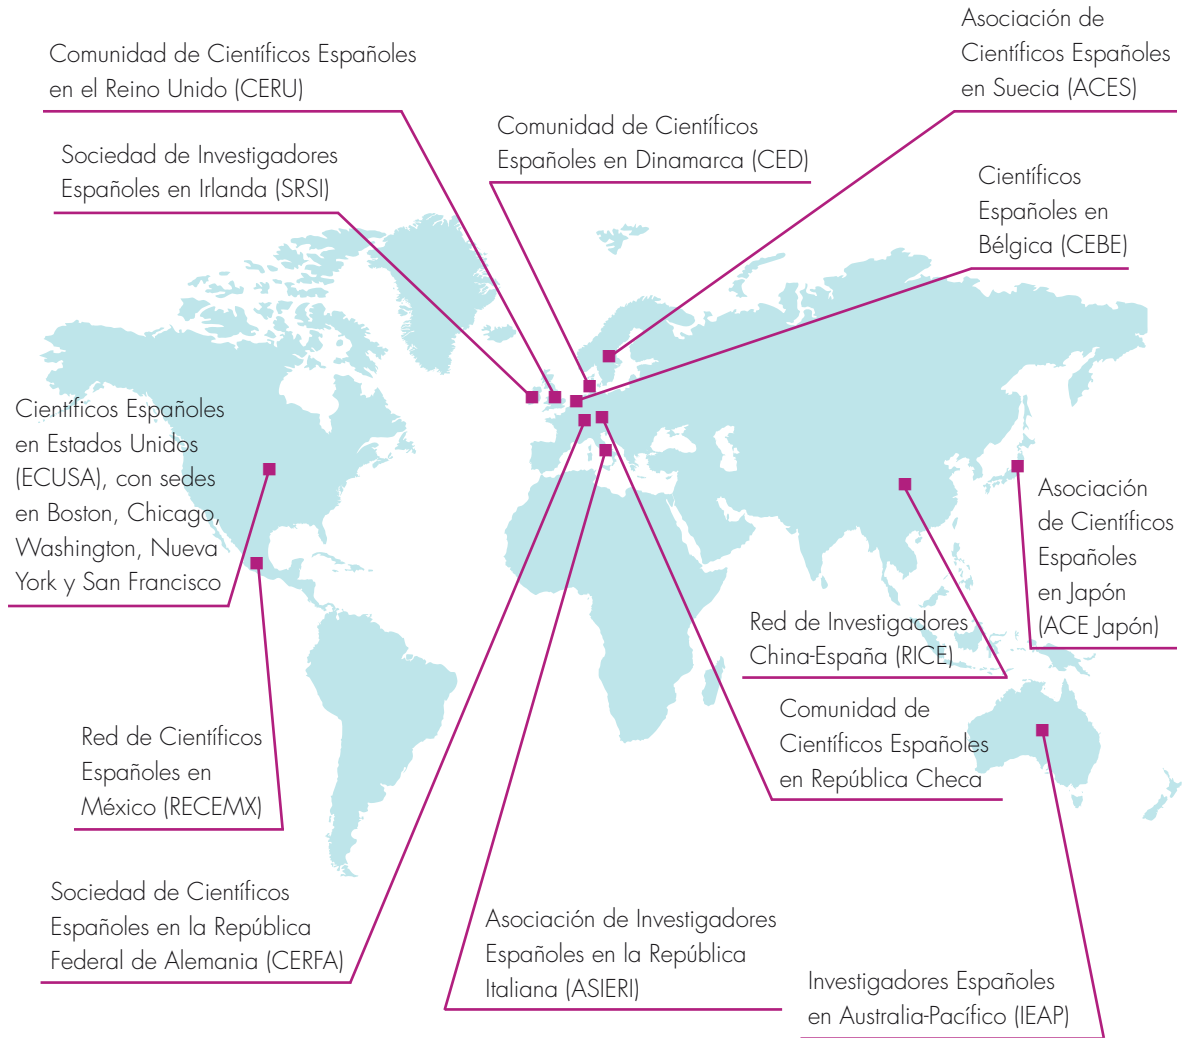 Comunidad de Científicos Españoles
en el Reino Unido (CERU)
Asociación de
Científicos Españoles
en Suecia (ACES)
Comunidad de Científicos
Españoles en Dinamarca (CED)
Sociedad de Investigadores
Españoles en Irlanda (SRSI)
Científicos
Españoles en
Bélgica (CEBE)
Científicos Españoles
en Estados Unidos
(ECUSA), con sedes
en Boston, Chicago,
Washington, Nueva
York y San Francisco
Asociación
de Científicos
Españoles
en Japón
(ACE Japón)
Red de Investigadores
China-España (RICE)
Comunidad de
Científicos Españoles
en República Checa
Red de Científicos
Españoles en
México (RECEMX)
Sociedad de Científicos
Españoles en la República
Federal de Alemania (CERFA)
Asociación de Investigadores
Españoles en la República
Italiana (ASIERI)
Investigadores Españoles
en Australia-Pacífico (IEAP)